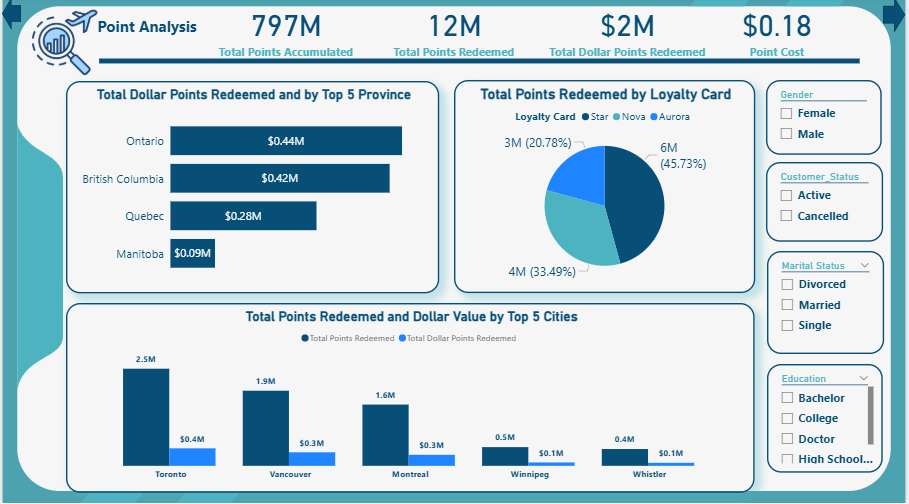 Point Analysis
797M
Total Points Accumulated
12M
Total Points Redeemed
$2M
Total Dollar Points Redeemed
$0.18
Point Cost
Total Dollar Points Redeemed and by Top 5 Province
Ontario
$0.44M
British Columbia
$0.42M
Quebec
$0.28M
Manitoba
$0.09M
Total Points Redeemed by Loyalty Card
Loyalty Card Star Nova Aurora
3M (20.78%)
6M
(45.73%)
4M (33.49%)
Gender
Female
Male
Customer_Status
Active
Cancelled
Marital Status
Divorced
Married
Single
Education
Bachelor
College
Doctor
High School...
Total Points Redeemed and Dollar Value by Top 5 Cities
Total Points Redeemed Total Dollar Points Redeemed
2.5M
$0.4M
1.9M
$0.3M
1.6M
$0.3M
0.5M
$0.1M
0.4M
$0.1M
Toronto
Vancouver
Montreal
Winnipeg
Whistler